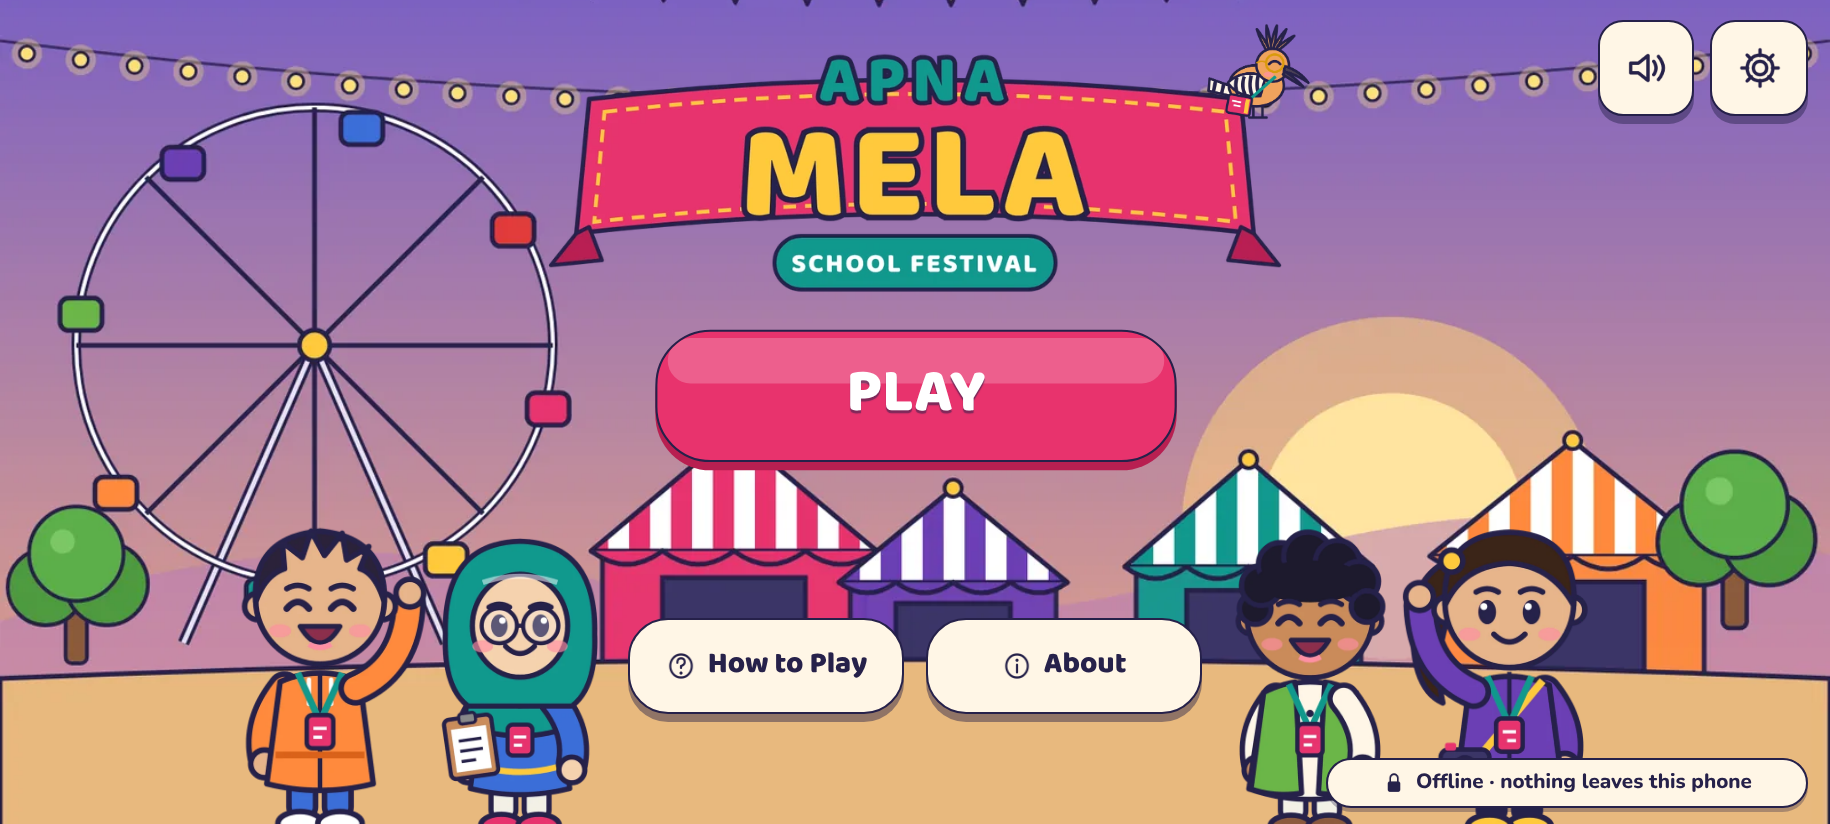 APNA
MELA
SCHOOL FESTIVAL
PLAY
How to Play
About
Offline · nothing leaves this phone